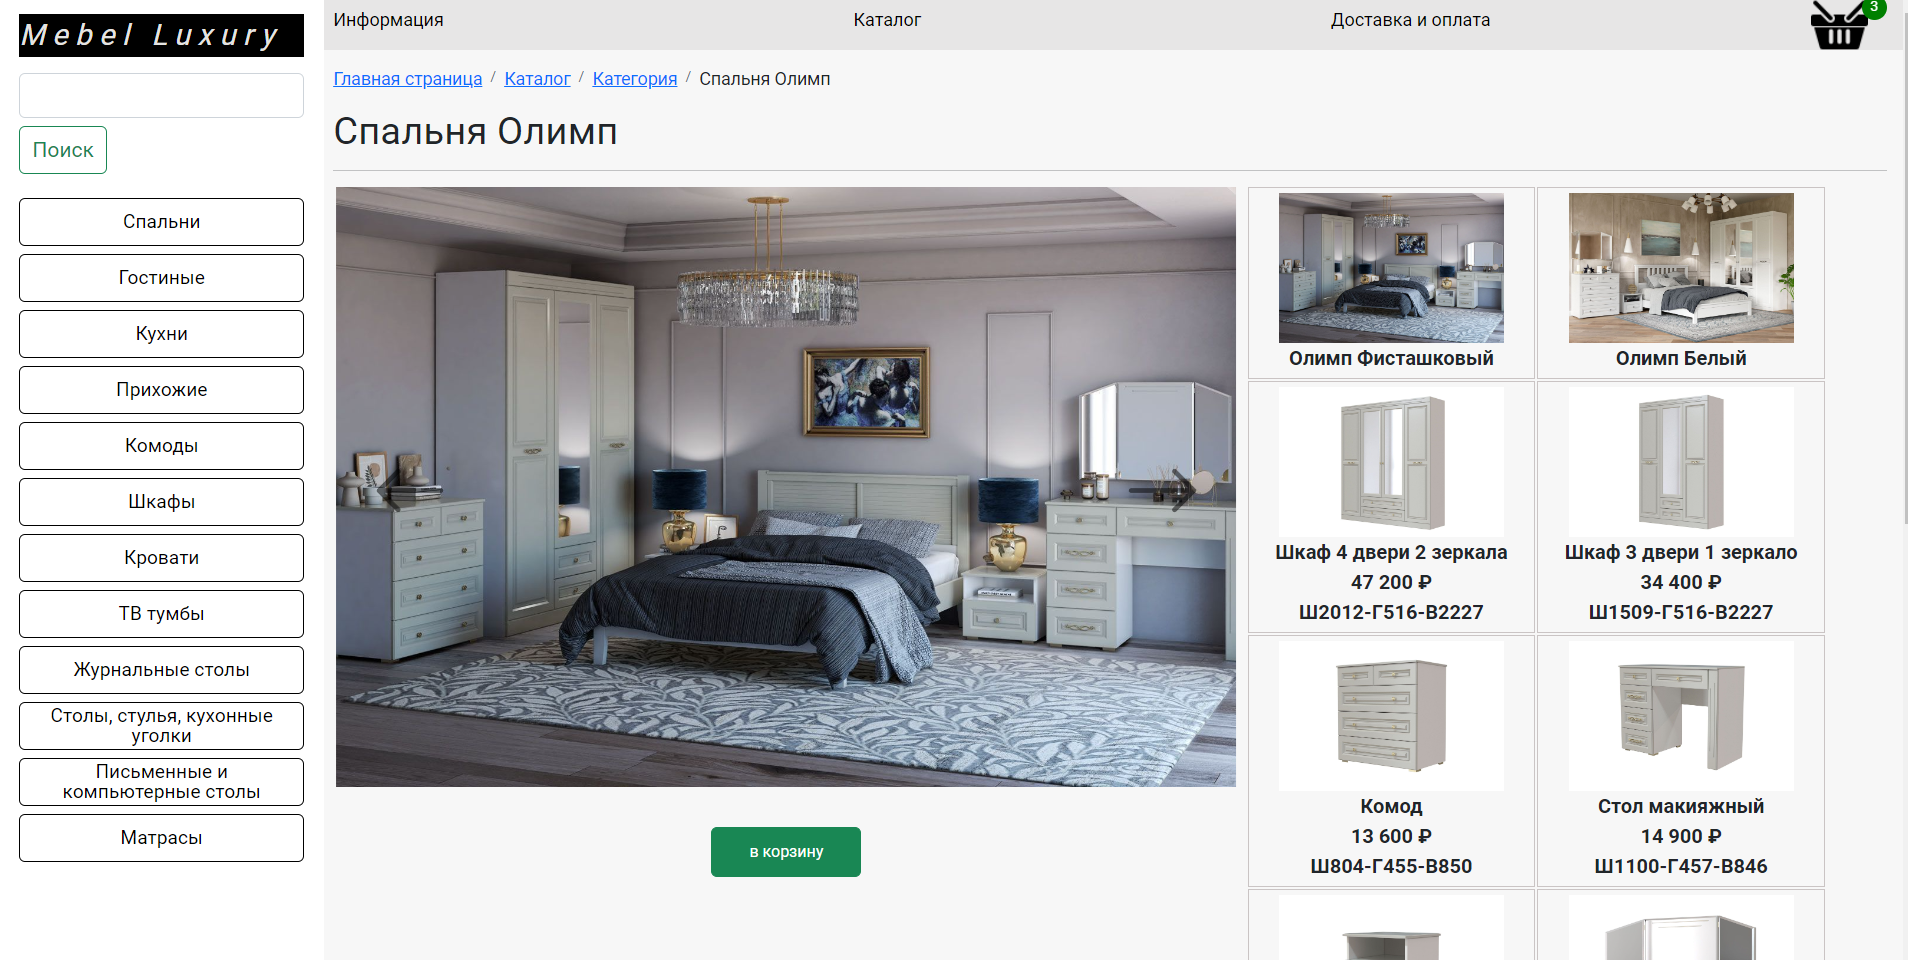 Mebel Luxury
Поиск
Спальни
Гостиные
Кухни
Прихожие
Комоды
Шкафы
Кровати
ТВ тумбы
Журнальные столы
Столы, стулья, кухонные
уголки
Письменные и
компьютерные столы
Матрасы
Информация
Каталог
Доставка и оплата
3
Главная страница / Каталог / Категория / Спальня Олимп
Спальня Олимп
в корзину
Олимп Фисташковый
Олимп Белый
Шкаф 4 двери 2 зеркала
47 200 ₽
Ш2012-Г516-В2227
Шкаф 3 двери 1 зеркало
34 400 ₽
Ш1509-Г516-В2227
Комод
13 600 ₽
Ш804-Г455-В850
Стол макияжный
14 900 ₽
Ш1100-Г457-В846